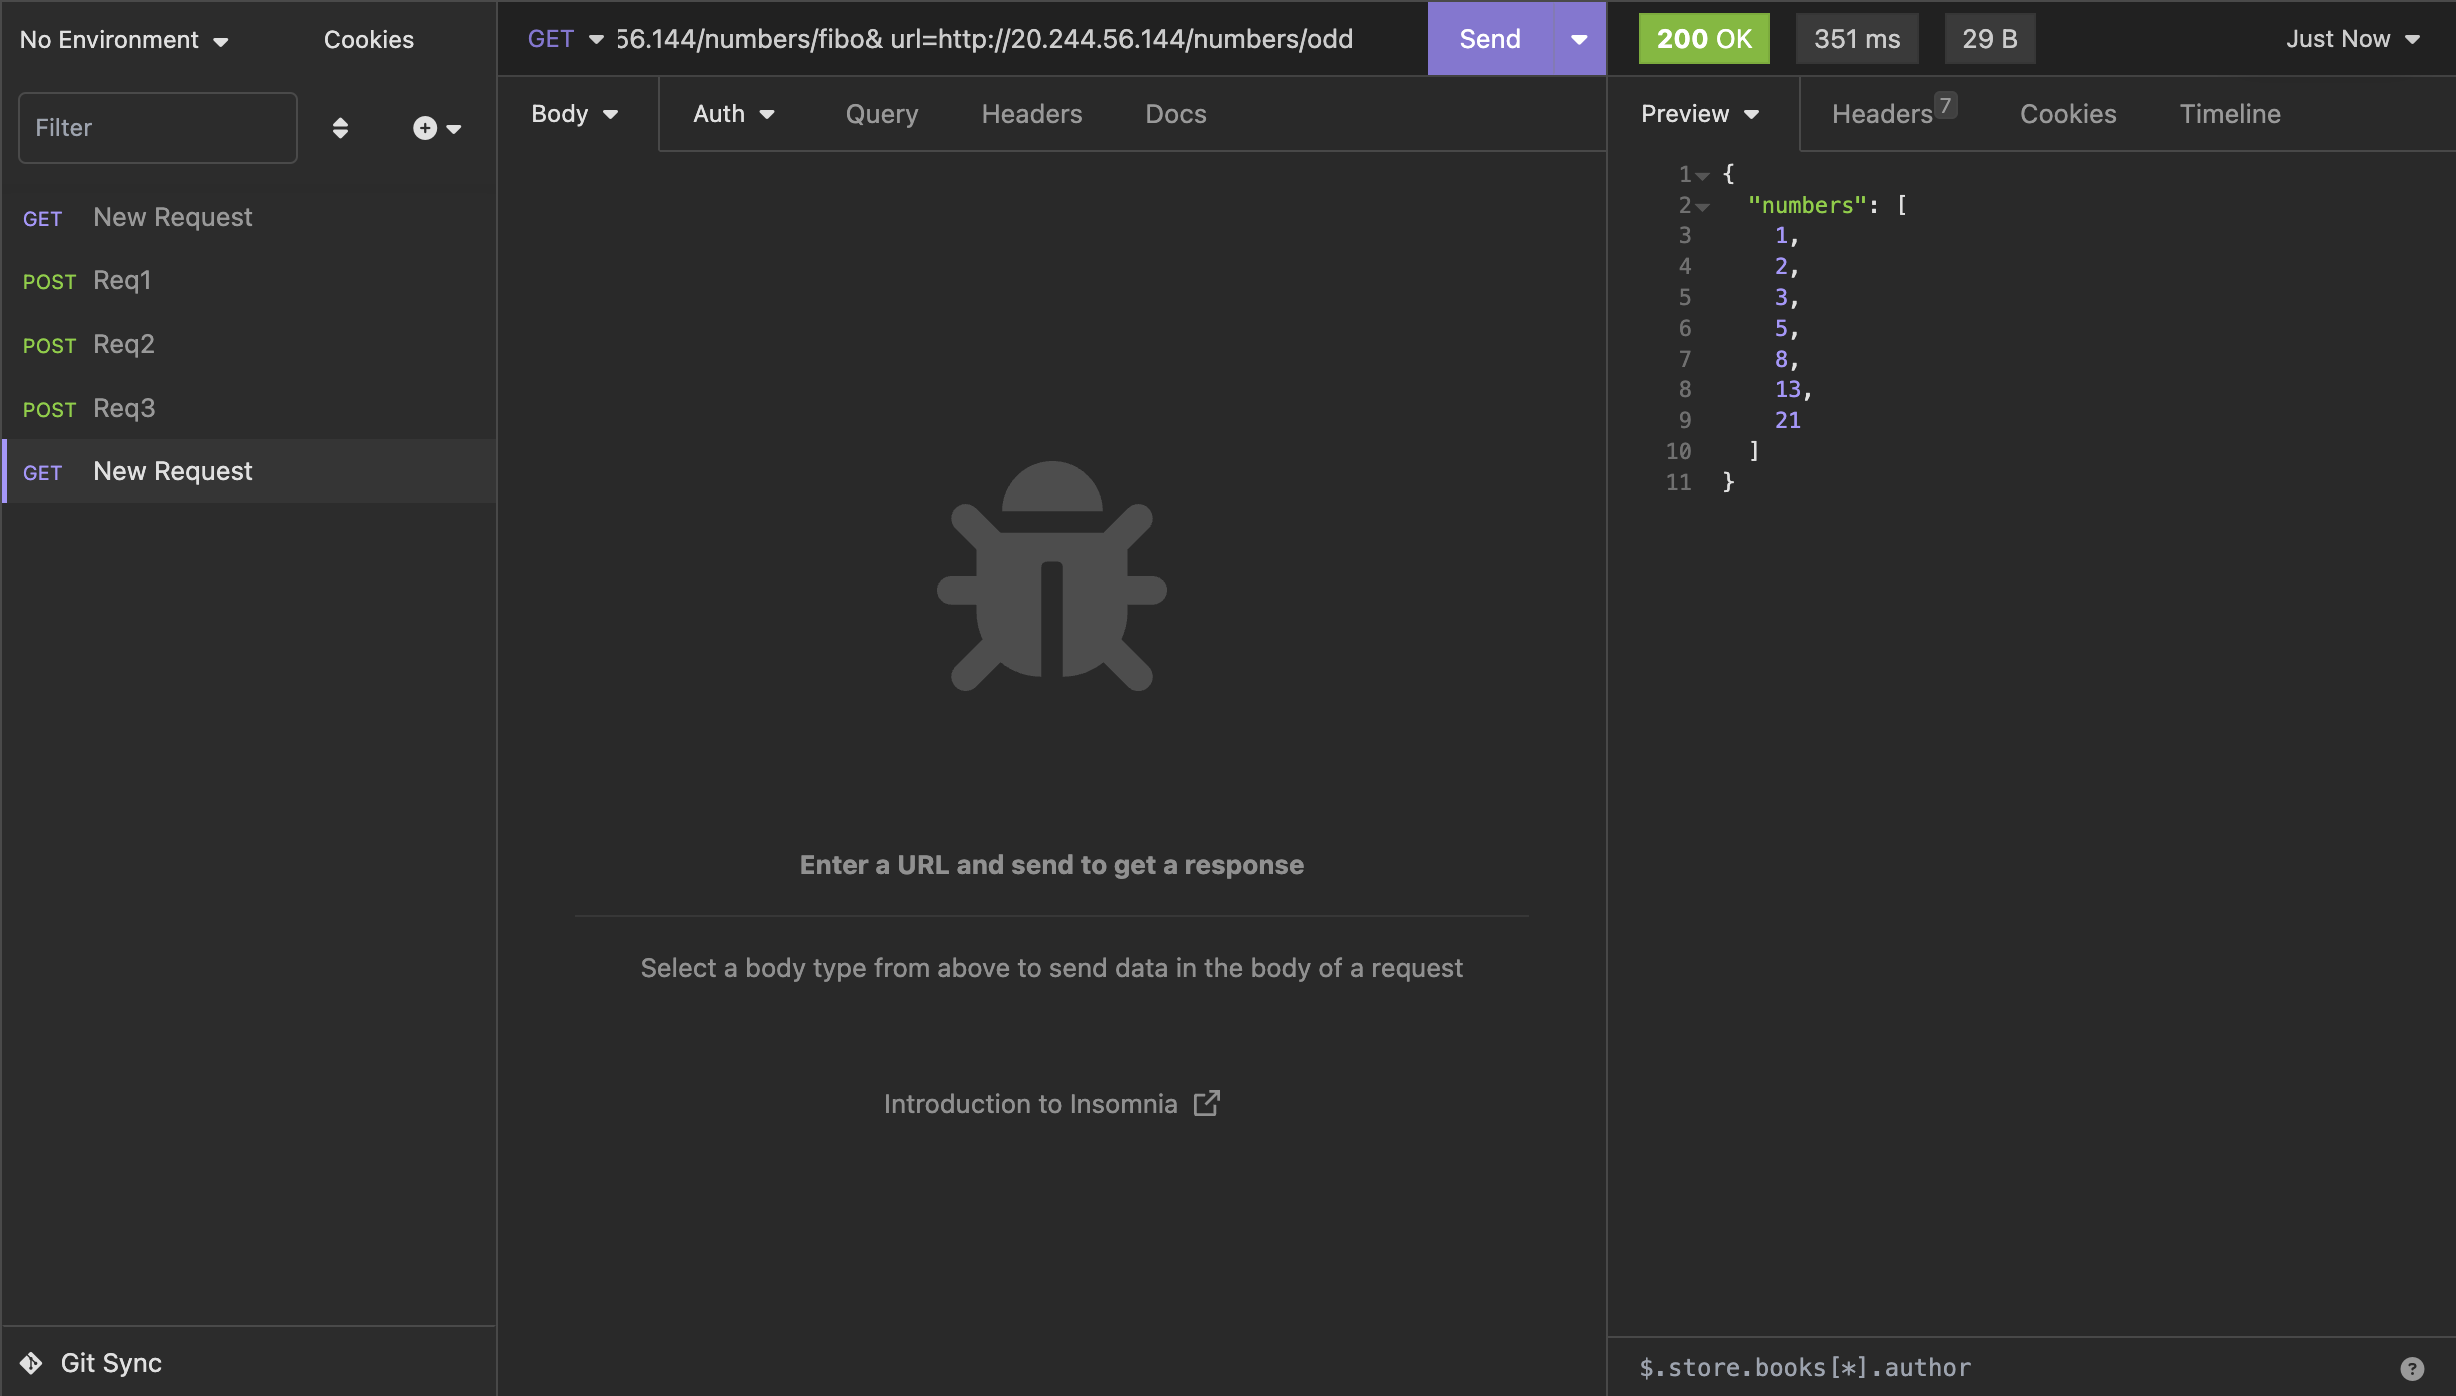 No Environment
Cookies
Filter
GET New Request
POST Req1
POST Req2
POST Req3
GET New Request
Git Sync
GET 56.144/numbers/fibo& url=http://20.244.56.144/numbers/odd
Send
Body
Auth
Query
Headers
Docs
Enter a URL and send to get a response
Select a body type from above to send data in the body of a request
Introduction to Insomnia
200 OK
351 ms
29 B
Just Now
Preview
Headers 7
Cookies
Timeline
1 {
2 "numbers": [
3 1,
4 2,
5 3,
6 5,
7 8,
8 13,
9 21
10 ]
11 }
$.store.books[*].author
?